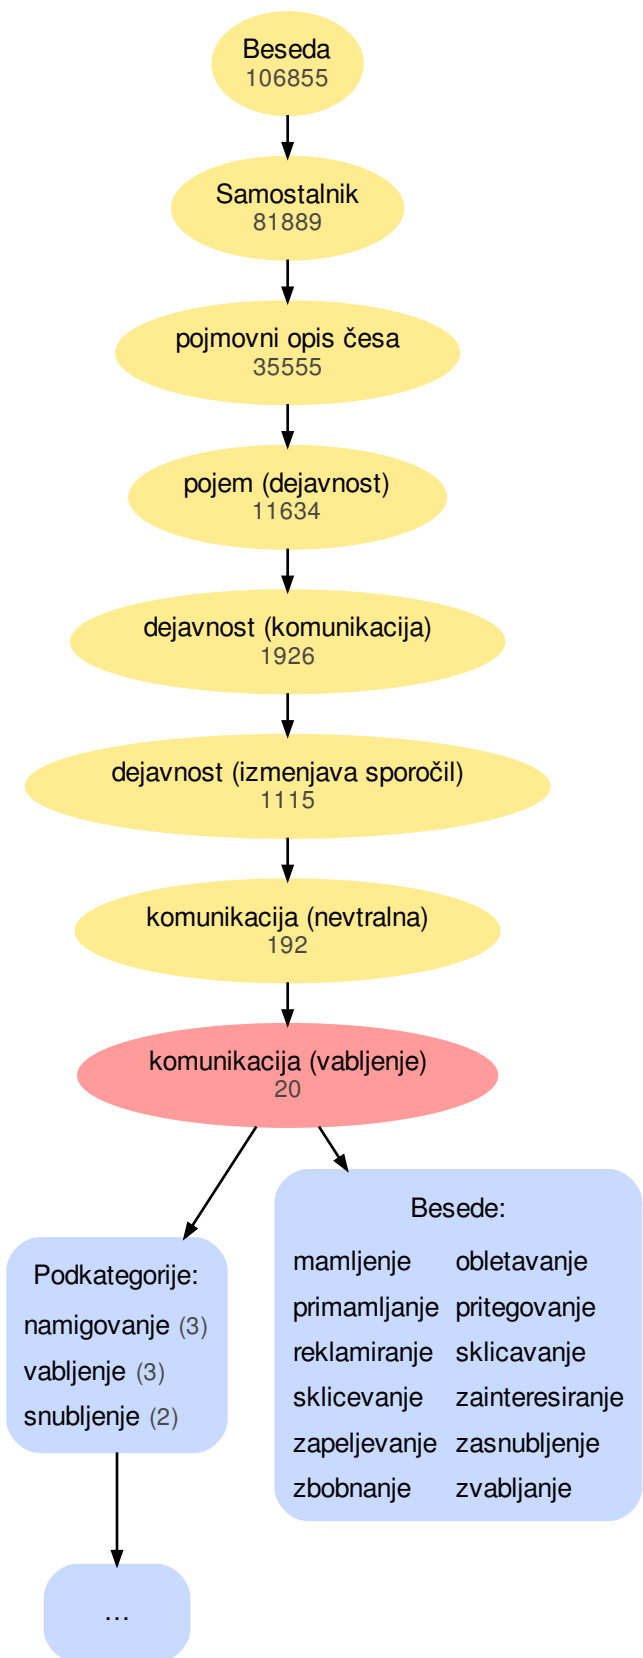 Beseda
106855
Samostalnik
81889
pojmovni opis česa
35555
pojem (dejavnost)
11634
dejavnost (komunikacija)
1926
dejavnost (izmenjava sporočil)
1115
komunikacija (nevtralna)
192
komunikacija (vabljenje)
20
Podkategorije:
namigovanje (3)
vabljenje (3)
snubljenje (2)
...
Besede:
mamljenje obletavanje
primamljanje pritegovanje
reklamiranje sklicavanje
sklicevanje zainteresiranje
zapeljevanje zasnubljenje
zbobnanje zvabljanje